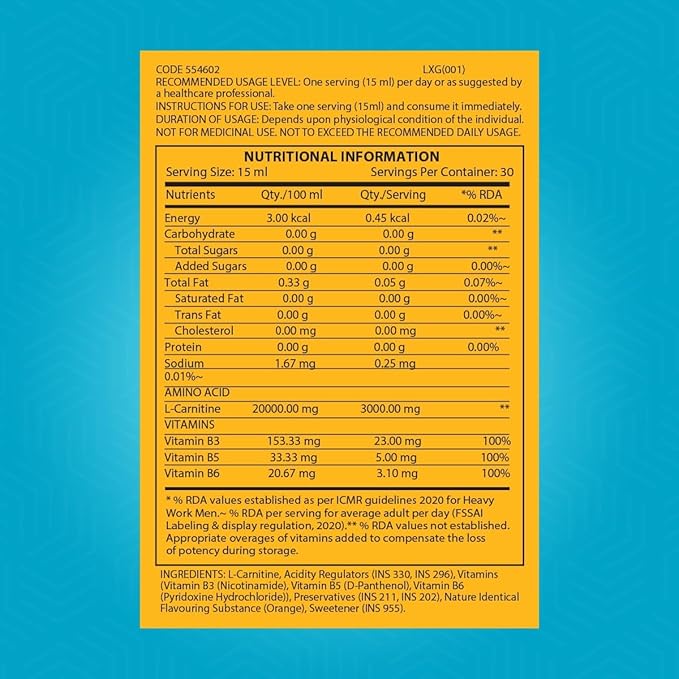 CODE 554602 LXG(001)
RECOMMENDED USAGE LEVEL: One serving (15 ml) per day or as suggested by
a healthcare professional.
INSTRUCTIONS FOR USE: Take one serving (15ml) and consume it immediately.
DURATION OF USAGE: Depends upon physiological condition of the individual.
NOT FOR MEDICINAL USE. NOT TO EXCEED THE RECOMMENDED DAILY USAGE.
NUTRITIONAL INFORMATION
Serving Size: 15 ml Servings Per Container: 30
Nutrients Qty./100 ml Qty./Serving *% RDA
Energy 3.00 kcal 0.45 kcal 0.02%~
Carbohydrate 0.00 g 0.00 g **
Total Sugars 0.00 g 0.00 g **
Added Sugars 0.00 g 0.00 g 0.00%~
Total Fat 0.33 g 0.05 g 0.07%~
Saturated Fat 0.00 g 0.00 g 0.00%~
Trans Fat 0.00 g 0.00 g 0.00%~
Cholesterol 0.00 mg 0.00 mg **
Protein 0.00 g 0.00 g 0.00%
Sodium 1.67 mg 0.25 mg
0.01%~
AMINO ACID
L-Carnitine 20000.00 mg 3000.00 mg **
VITAMINS
Vitamin B3 153.33 mg 23.00 mg 100%
Vitamin B5 33.33 mg 5.00 mg 100%
Vitamin B6 20.67 mg 3.10 mg 100%
* % RDA values established as per ICMR guidelines 2020 for Heavy
Work Men.~ % RDA per serving for average adult per day (FSSAI
Labeling & display regulation, 2020).** % RDA values not established.
Appropriate overages of vitamins added to compensate the loss
of potency during storage.
INGREDIENTS: L-Carnitine, Acidity Regulators (INS 330, INS 296), Vitamins
(Vitamin B3 (Nicotinamide), Vitamin B5 (D-Panthenol), Vitamin B6
(Pyridoxine Hydrochloride)), Preservatives (INS 211, INS 202), Nature Identical
Flavouring Substance (Orange), Sweetener (INS 955).